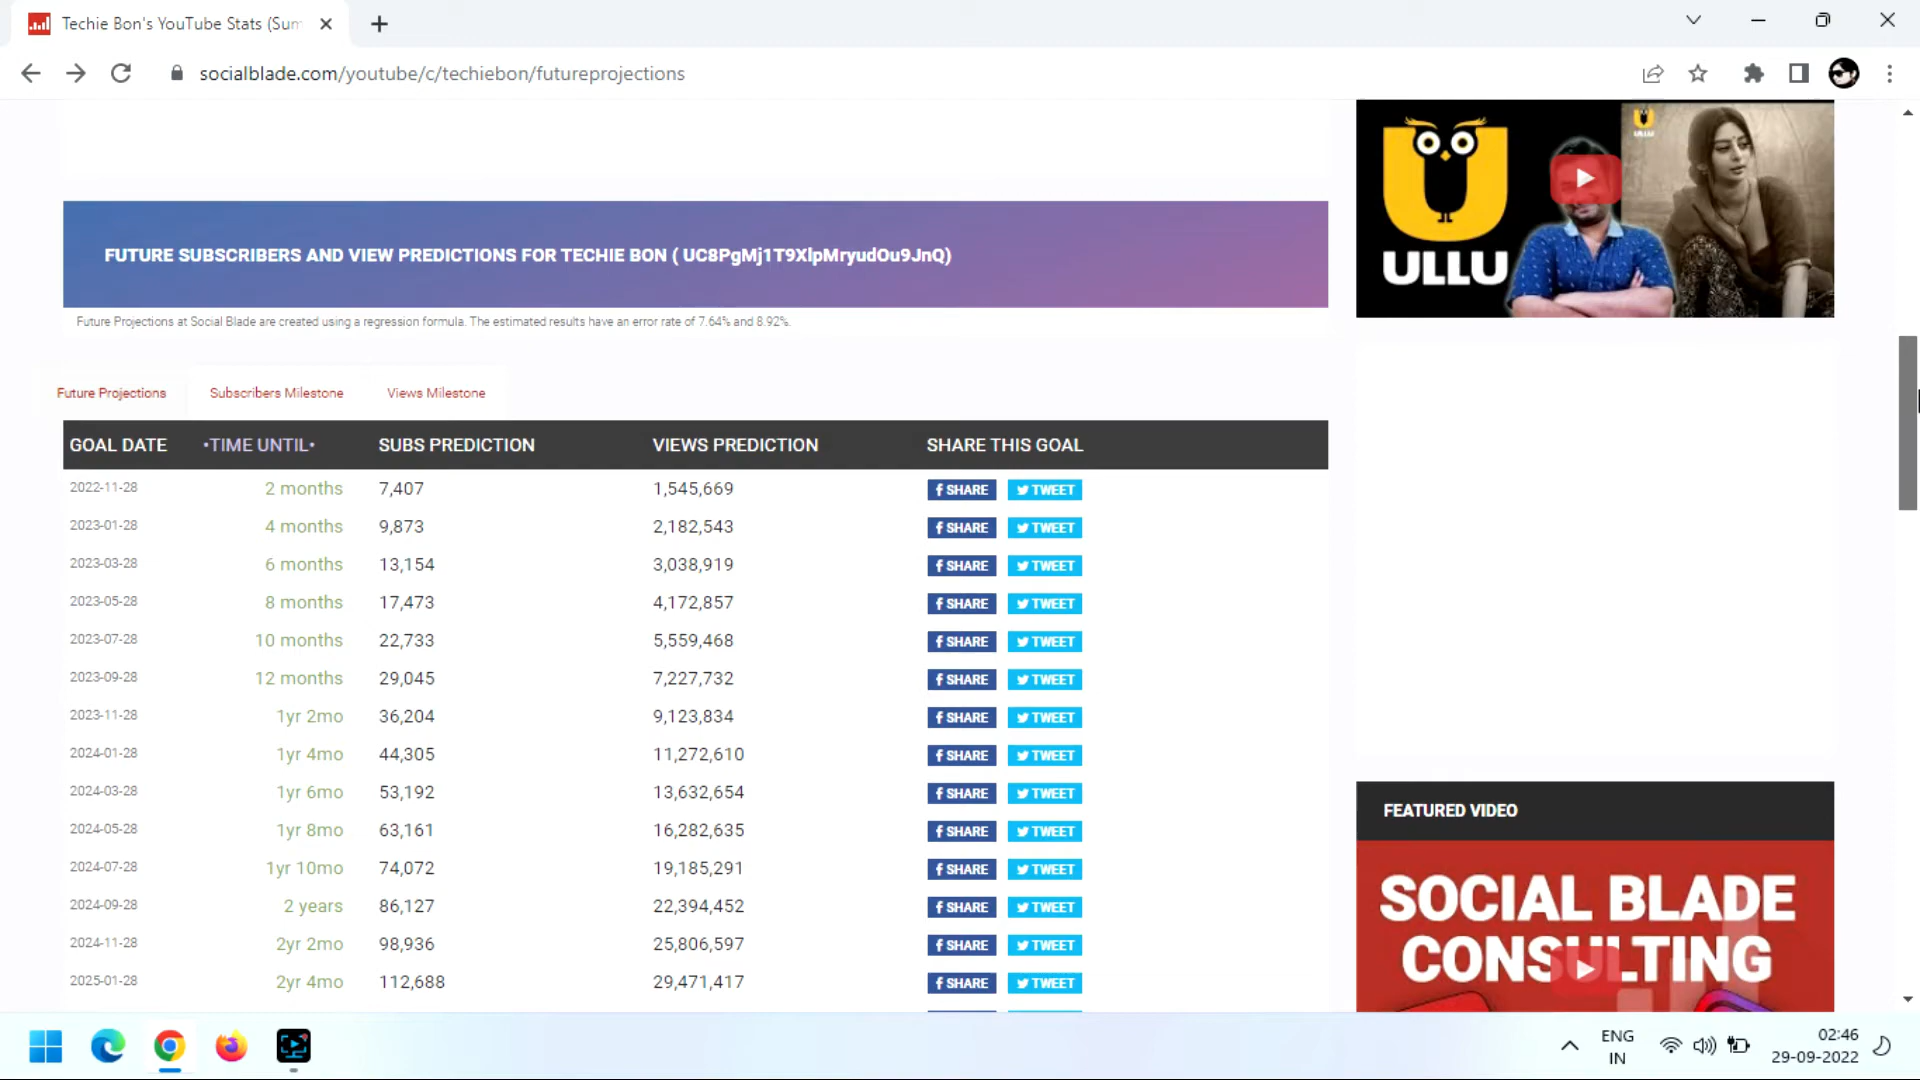 Techie Bon's YouTube Stats (Sum
socialblade.com/youtube/c/techiebon/futureprojections
ULLU
ULLU
FUTURE SUBSCRIBERS AND VIEW PREDICTIONS FOR TECHIE BON ( UC8PgMj1T9XlpMryudOu9JnQ)
Future Projections at Social Blade are created using a regression formula. The estimated results have an error rate of 7.64% and 8.92%.
Future Projections Subscribers Milestone Views Milestone
GOAL DATE •TIME UNTIL• SUBS PREDICTION VIEWS PREDICTION SHARE THIS GOAL
2022-11-28 2 months 7,407 1,545,669 SHARE TWEET
2023-01-28 4 months 9,873 2,182,543 SHARE TWEET
2023-03-28 6 months 13,154 3,038,919 SHARE TWEET
2023-05-28 8 months 17,473 4,172,857 SHARE TWEET
2023-07-28 10 months 22,733 5,559,468 SHARE TWEET
2023-09-28 12 months 29,045 7,227,732 SHARE TWEET
2023-11-28 1yr 2mo 36,204 9,123,834 SHARE TWEET
2024-01-28 1yr 4mo 44,305 11,272,610 SHARE TWEET
2024-03-28 1yr 6mo 53,192 13,632,654 SHARE TWEET
2024-05-28 1yr 8mo 63,161 16,282,635 SHARE TWEET
2024-07-28 1yr 10mo 74,072 19,185,291 SHARE TWEET
2024-09-28 2 years 86,127 22,394,452 SHARE TWEET
2024-11-28 2yr 2mo 98,936 25,806,597 SHARE TWEET
2025-01-28 2yr 4mo 112,688 29,471,417 SHARE TWEET
FEATURED VIDEO
SOCIAL BLADE
CONSULTING
ENG
IN
02:46
29-09-2022